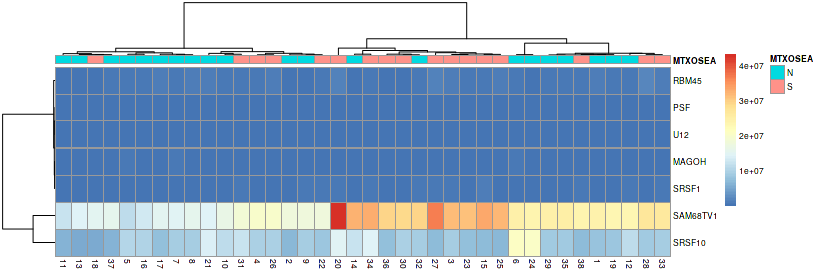 MTXOSEA
RBM45
PSF
U12
MAGOH
SRSF1
SAM68TV1
SRSF10
11 13 18 37 5 16 17 7 8 21 10 31 4 26 2 9 22 20 14 34 36 30 32 27 3 23 15 25 6 24 29 35 38 1 19 12 28 33
4e+07
3e+07
2e+07
1e+07
MTXOSEA
N
S